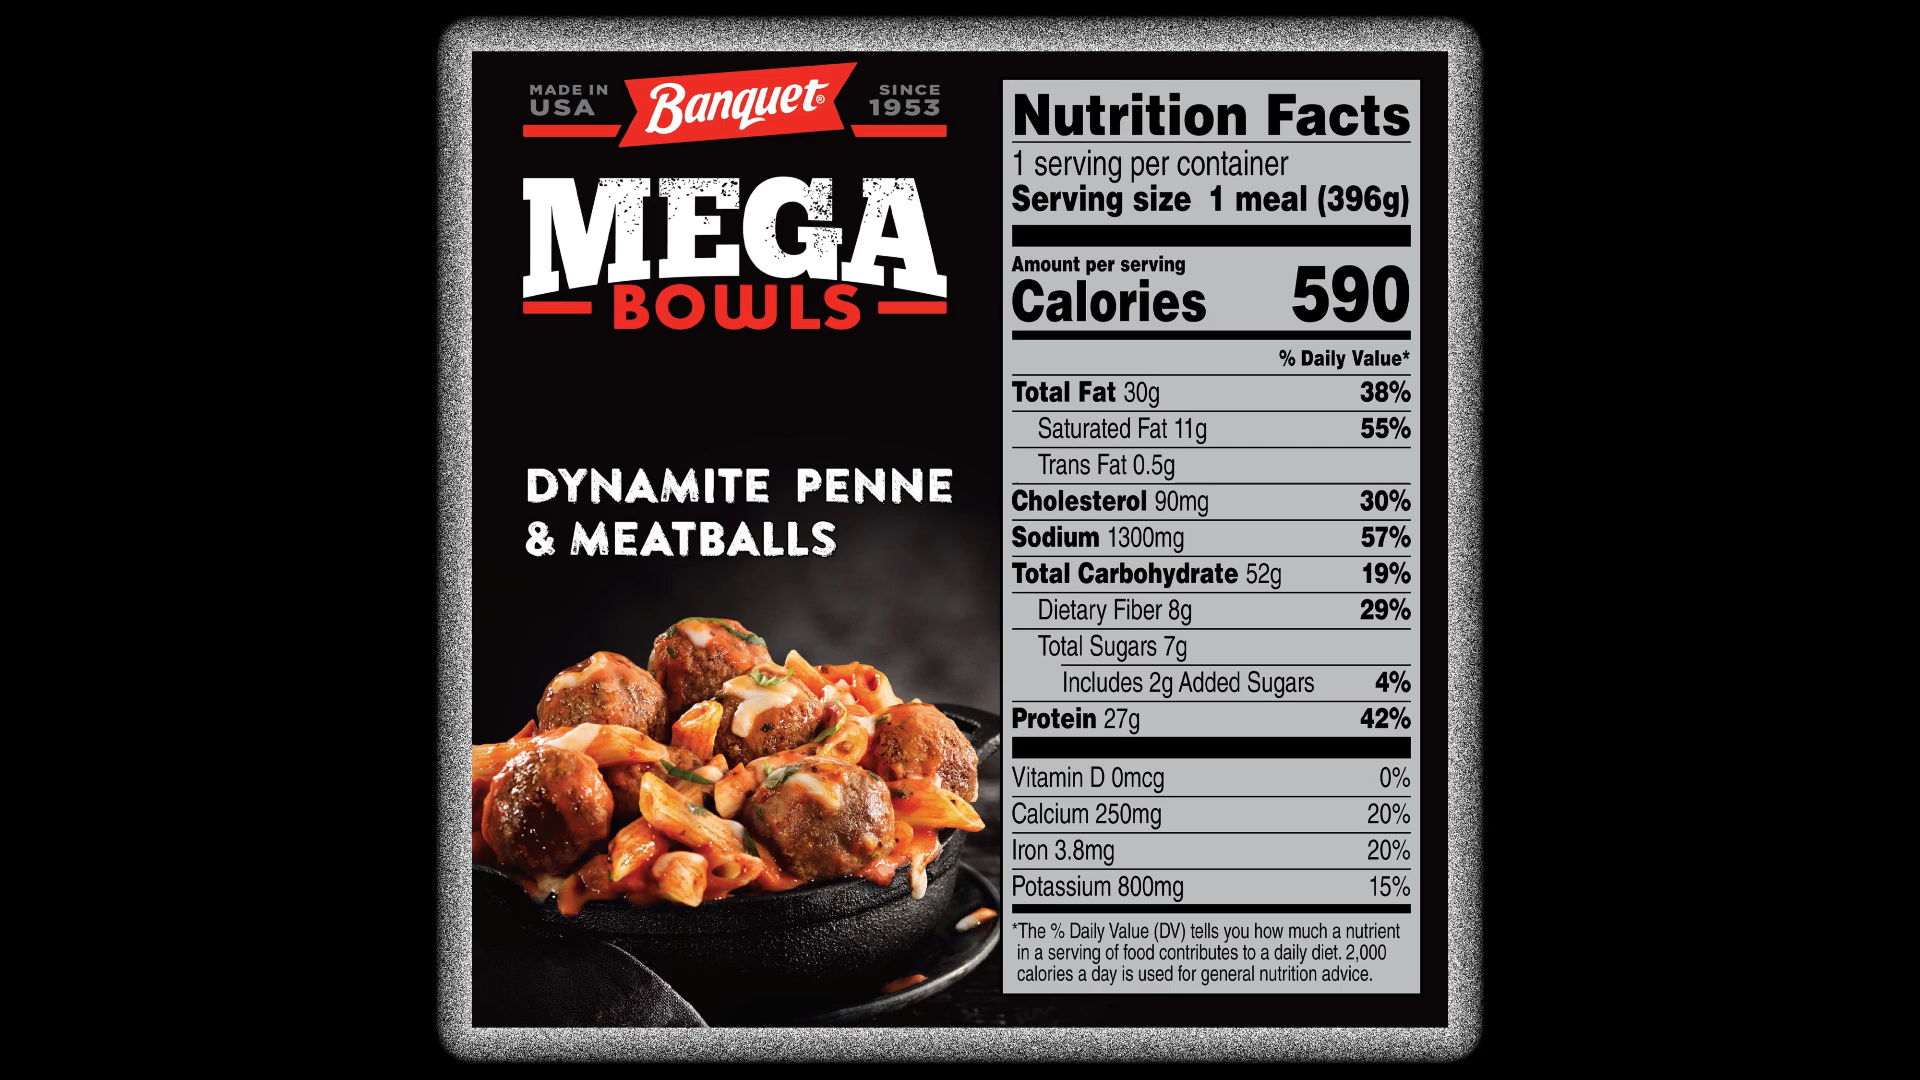 MADE IN
USA
Banquet®
SINCE
1953
MEGA
BOWLS
DYNAMITE PENNE
& MEATBALLS
Nutrition Facts
1 serving per container
Serving size 1 meal (396g)
Amount per serving
Calories 590
% Daily Value*
Total Fat 30g 38%
Saturated Fat 11g 55%
Trans Fat 0.5g
Cholesterol 90mg 30%
Sodium 1300mg 57%
Total Carbohydrate 52g 19%
Dietary Fiber 8g 29%
Total Sugars 7g
Includes 2g Added Sugars 4%
Protein 27g 42%
Vitamin D 0mcg 0%
Calcium 250mg 20%
Iron 3.8mg 20%
Potassium 800mg 15%
*The % Daily Value (DV) tells you how much a nutrient
in a serving of food contributes to a daily diet. 2,000
calories a day is used for general nutrition advice.